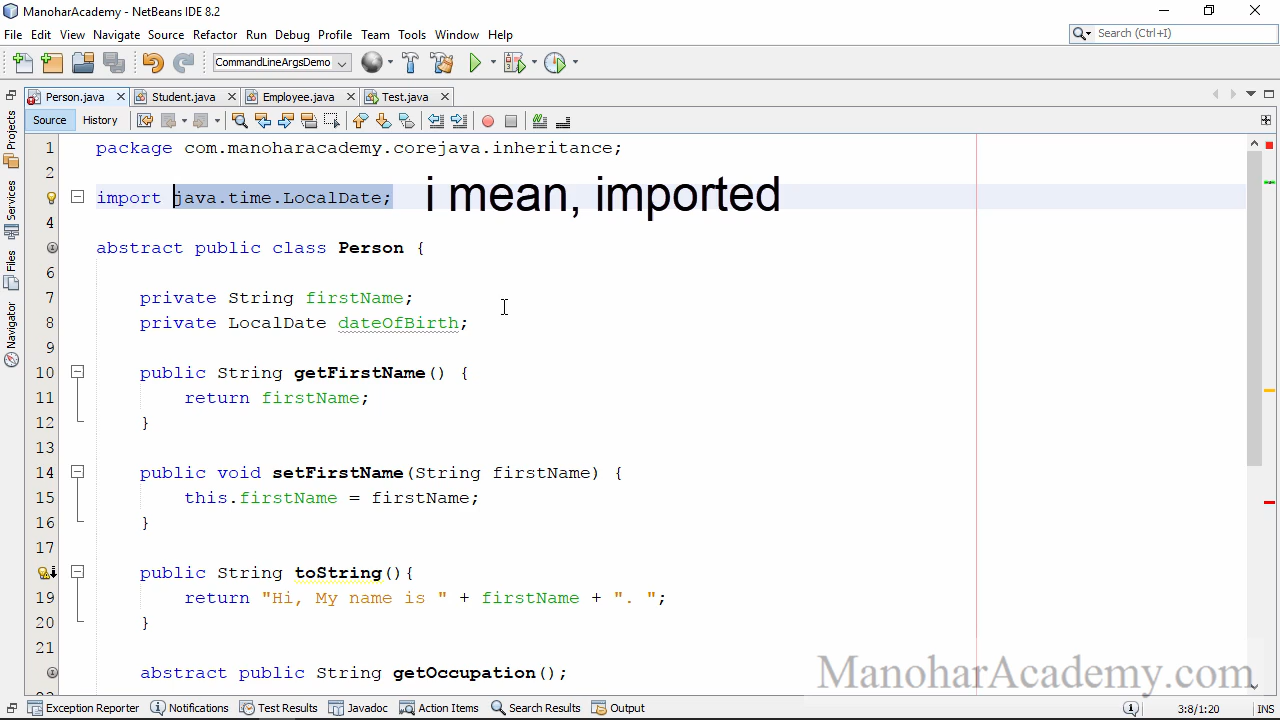 ManoharAcademy - NetBeans IDE 8.2
File Edit View Navigate Source Refactor Run Debug Profile Team Tools Window Help
Search (Ctrl+I)
CommandLineArgsDemo
Person.java Student.java Employee.java Test.java
Source History
Projects
Services
Files
Navigator
1 package com.manoharacademy.corejava.inheritance;
2
import java.time.LocalDate; i mean, imported
4
abstract public class Person {
6
7 private String firstName;
8 private LocalDate dateOfBirth;
9
10 public String getFirstName() {
11 return firstName;
12 }
13
14 public void setFirstName(String firstName) {
15 this.firstName = firstName;
16 }
17
public String toString(){
19 return "Hi, My name is " + firstName + ". ";
20 }
21
abstract public String getOccupation();
ManoharAcademy.com
Exception Reporter Notifications Test Results Javadoc Action Items Search Results Output 3:8/1:20 INS